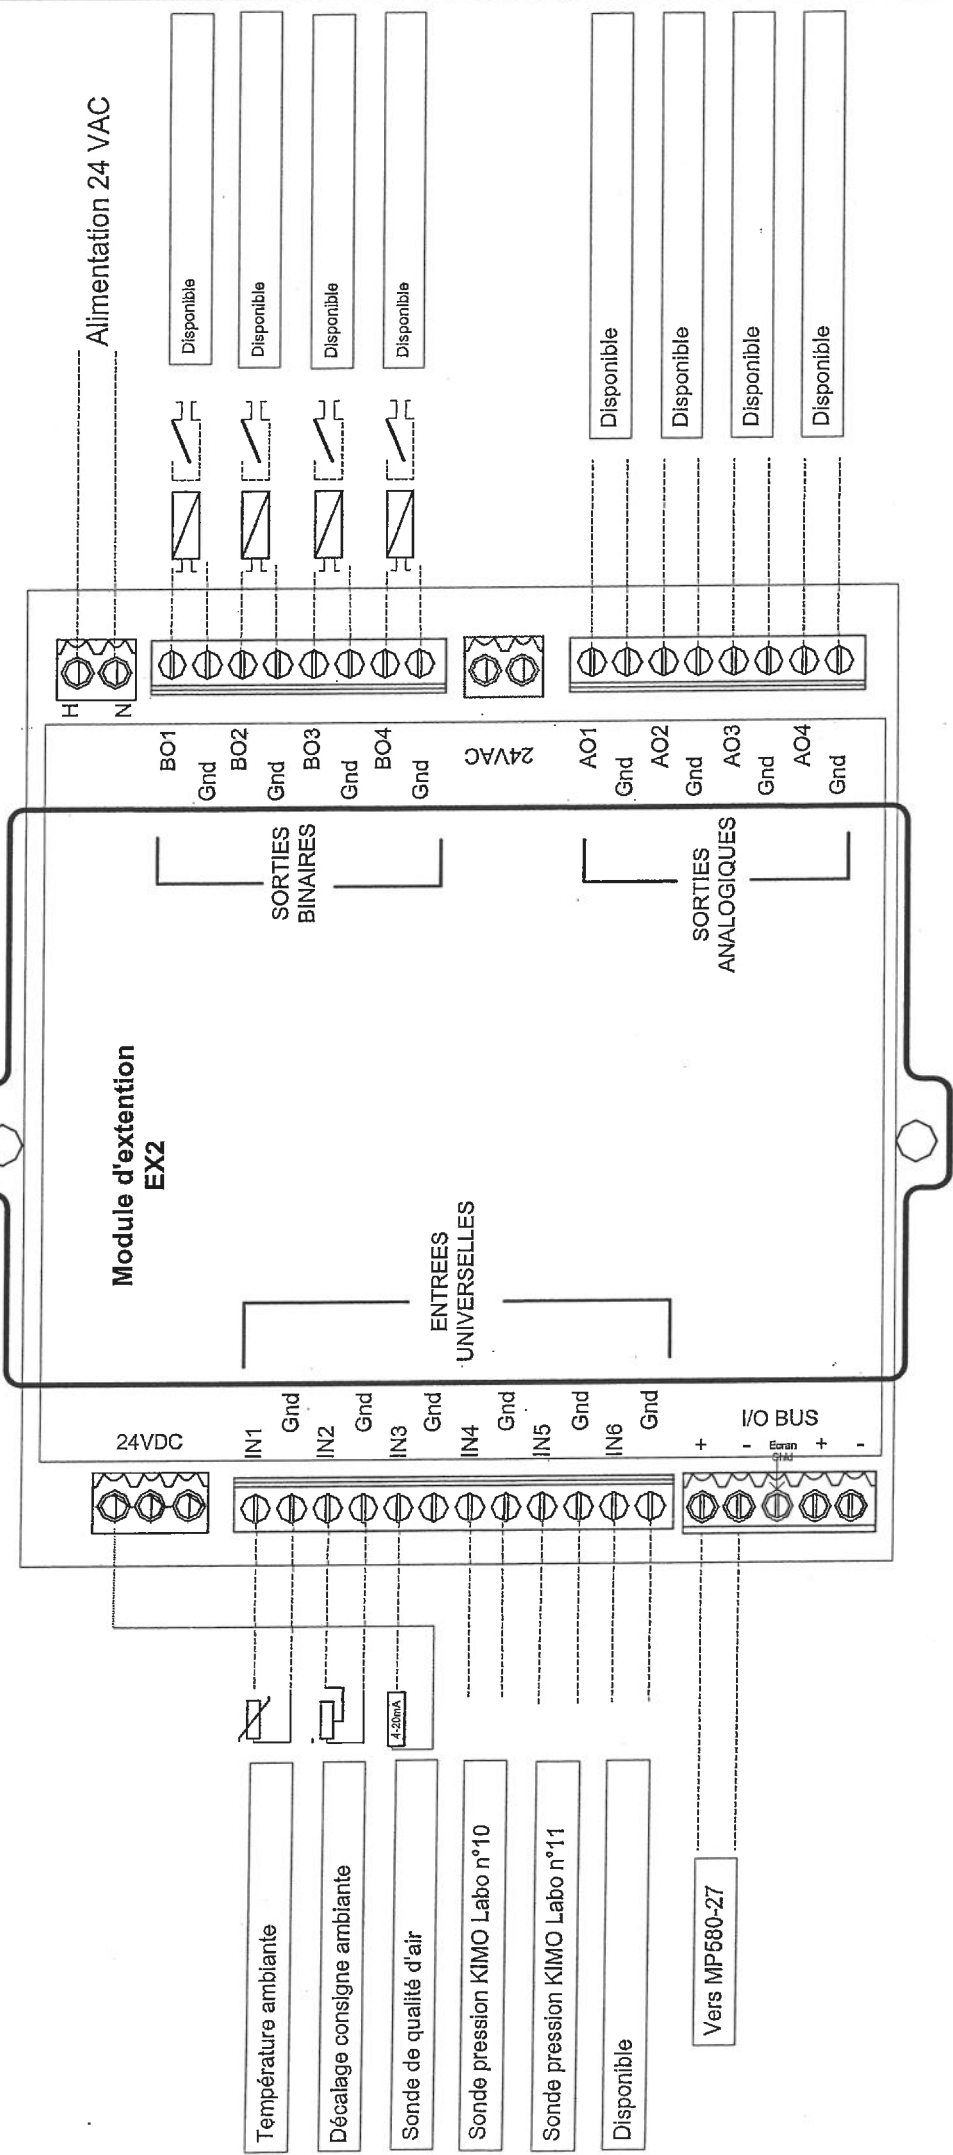 Alimentation 24 VAC
Disponible
Disponible
Disponible
Disponible
Disponible
Disponible
Disponible
Disponible
H
N
BO1
Gnd
BO2
Gnd
BO3
Gnd
BO4
Gnd
24VAC
AO1
Gnd
AO2
Gnd
AO3
Gnd
AO4
Gnd
SORTIES
BINAIRES
SORTIES
ANALOGIQUES
Module d'extention
EX2
ENTREES
UNIVERSELLES
24VDC
IN1
Gnd
IN2
Gnd
IN3
Gnd
IN4
Gnd
IN5
Gnd
IN6
Gnd
I/O BUS
+
-
Ecran
Shld
+
-
4-20mA
Température ambiante
Décalage consigne ambiante
Sonde de qualité d'air
Sonde pression KIMO Labo n°10
Sonde pression KIMO Labo n°11
Disponible
Vers MP580-27